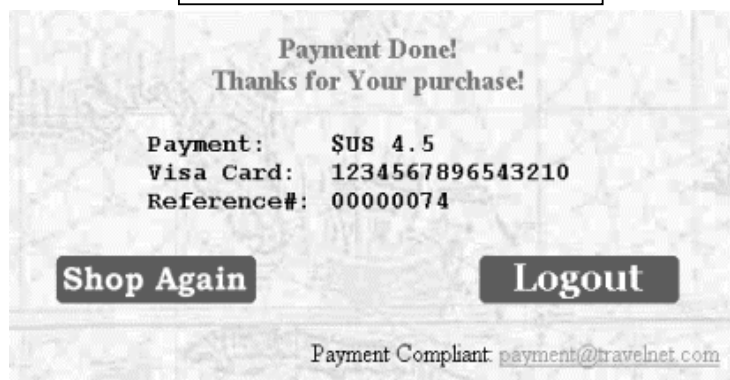 Payment Done!
Thanks for Your purchase!
Payment: $US 4.5
Visa Card: 1234567896543210
Reference#: 00000074
Shop Again
Logout
Payment Compliant: payment@travelnet.com